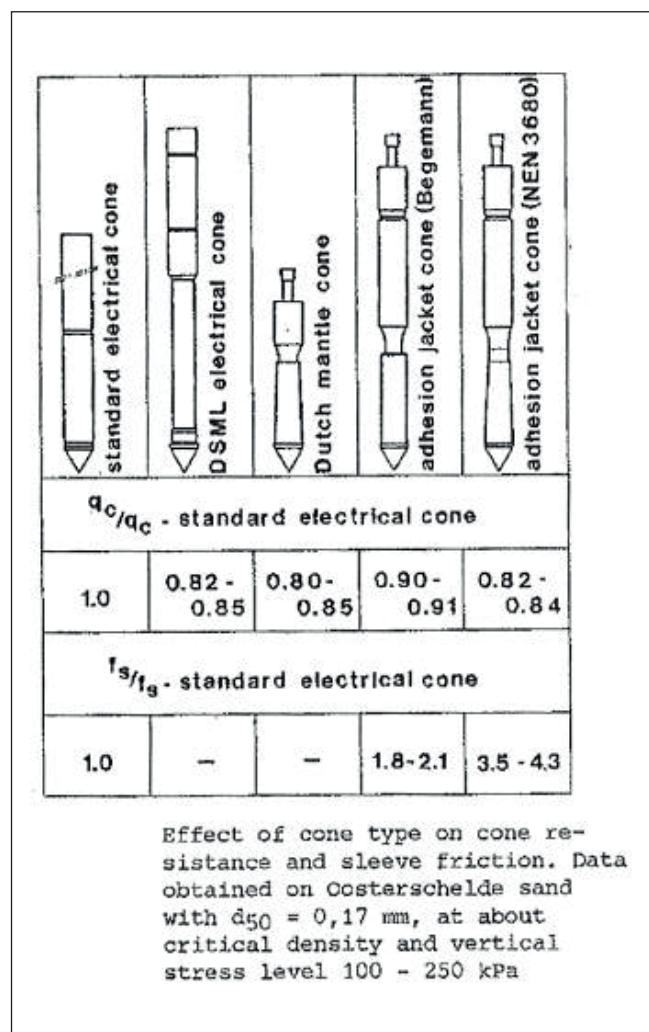 standard electrical cone
DSML electrical cone
Dutch mantle cone
adhesion jacket cone (Begemann)
adhesion jacket cone (NEN 3680)
qc/qc - standard electrical cone
1.0
0.82 - 0.85
0.80 - 0.85
0.90 - 0.91
0.82 - 0.84
fs/fs - standard electrical cone
1.0
—
—
1.8-2.1
3.5 - 4.3
Effect of cone type on cone re-
sistance and sleeve friction. Data
obtained on Oosterschelde sand
with d50 = 0,17 mm, at about
critical density and vertical
stress level 100 - 250 kPa